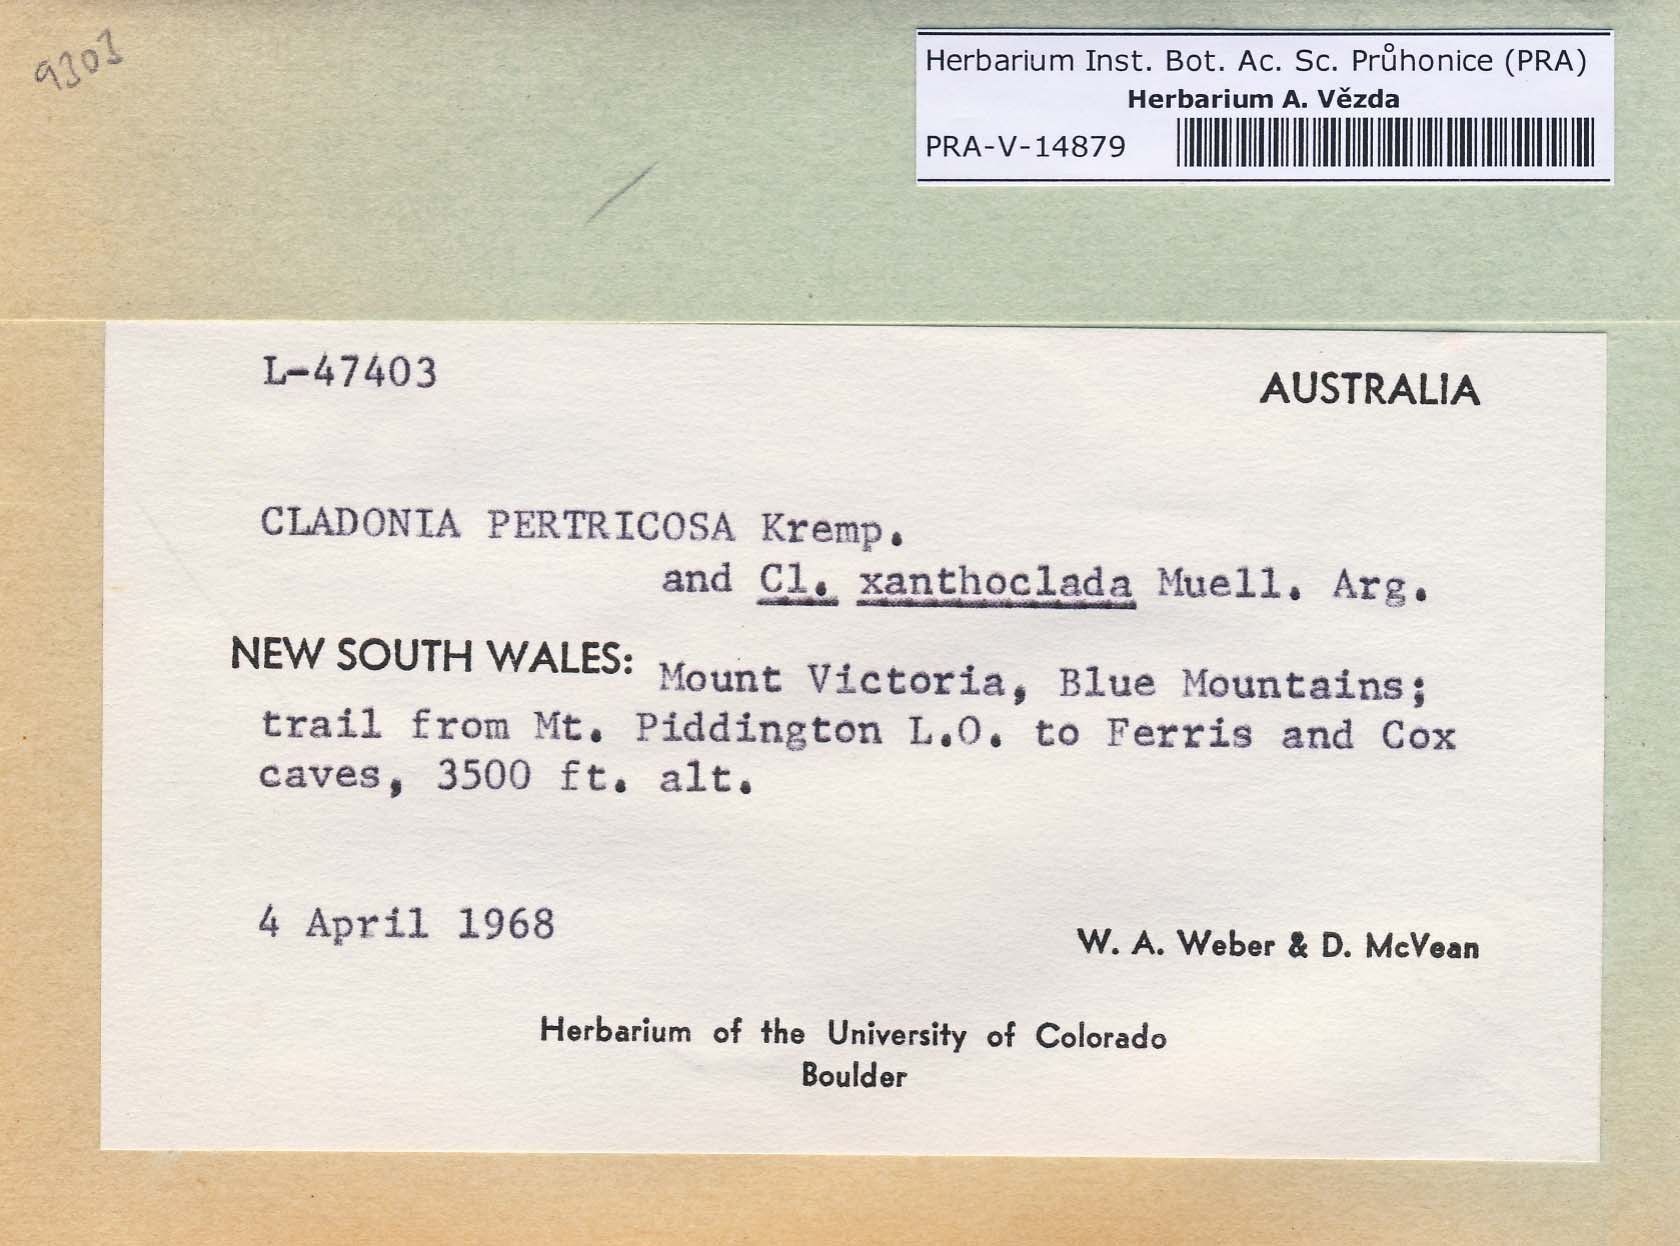 9303
Herbarium Inst. Bot. Ac. Sc. Průhonice (PRA)
Herbarium A. Vězda
PRA-V-14879
L-47403
AUSTRALIA
CLADONIA PERTRICOSA Kremp.
and Cl. xanthoclada Muell. Arg.
NEW SOUTH WALES: Mount Victoria, Blue Mountains;
trail from Mt. Piddington L.O. to Ferris and Cox
caves, 3500 ft. alt.
4 April 1968
W. A. Weber & D. McVean
Herbarium of the University of Colorado
Boulder